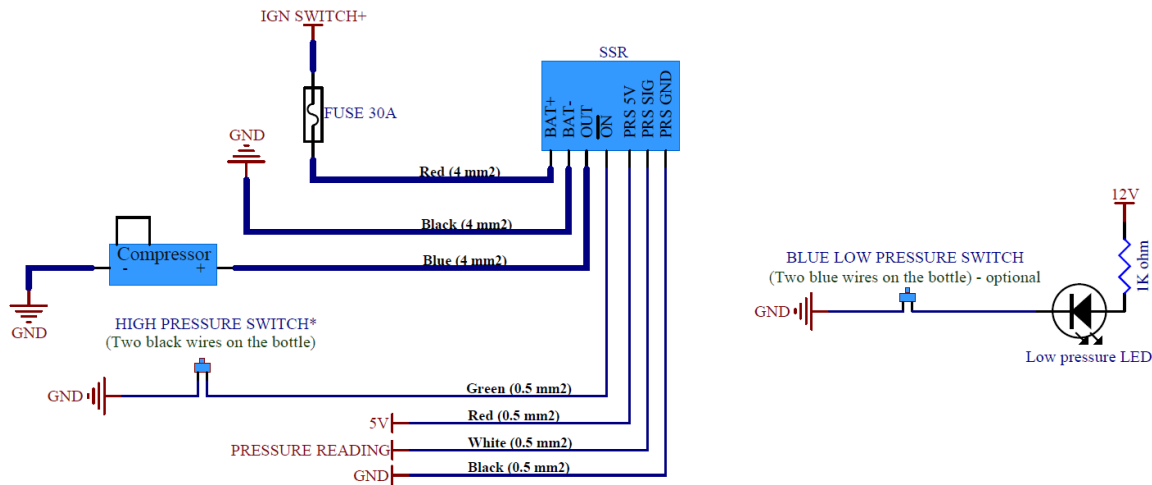 IGN SWITCH+
SSR
FUSE 30A
BAT+
BAT-
OUT
ON
PRS 5V
PRS SIG
PRS GND
GND
Red (4 mm2)
Black (4 mm2)
Compressor
- +
Blue (4 mm2)
GND
HIGH PRESSURE SWITCH*
(Two black wires on the bottle)
GND
Green (0.5 mm2)
5V
Red (0.5 mm2)
PRESSURE READING
White (0.5 mm2)
GND
Black (0.5 mm2)
12V
1K ohm
BLUE LOW PRESSURE SWITCH
(Two blue wires on the bottle) - optional
GND
Low pressure LED